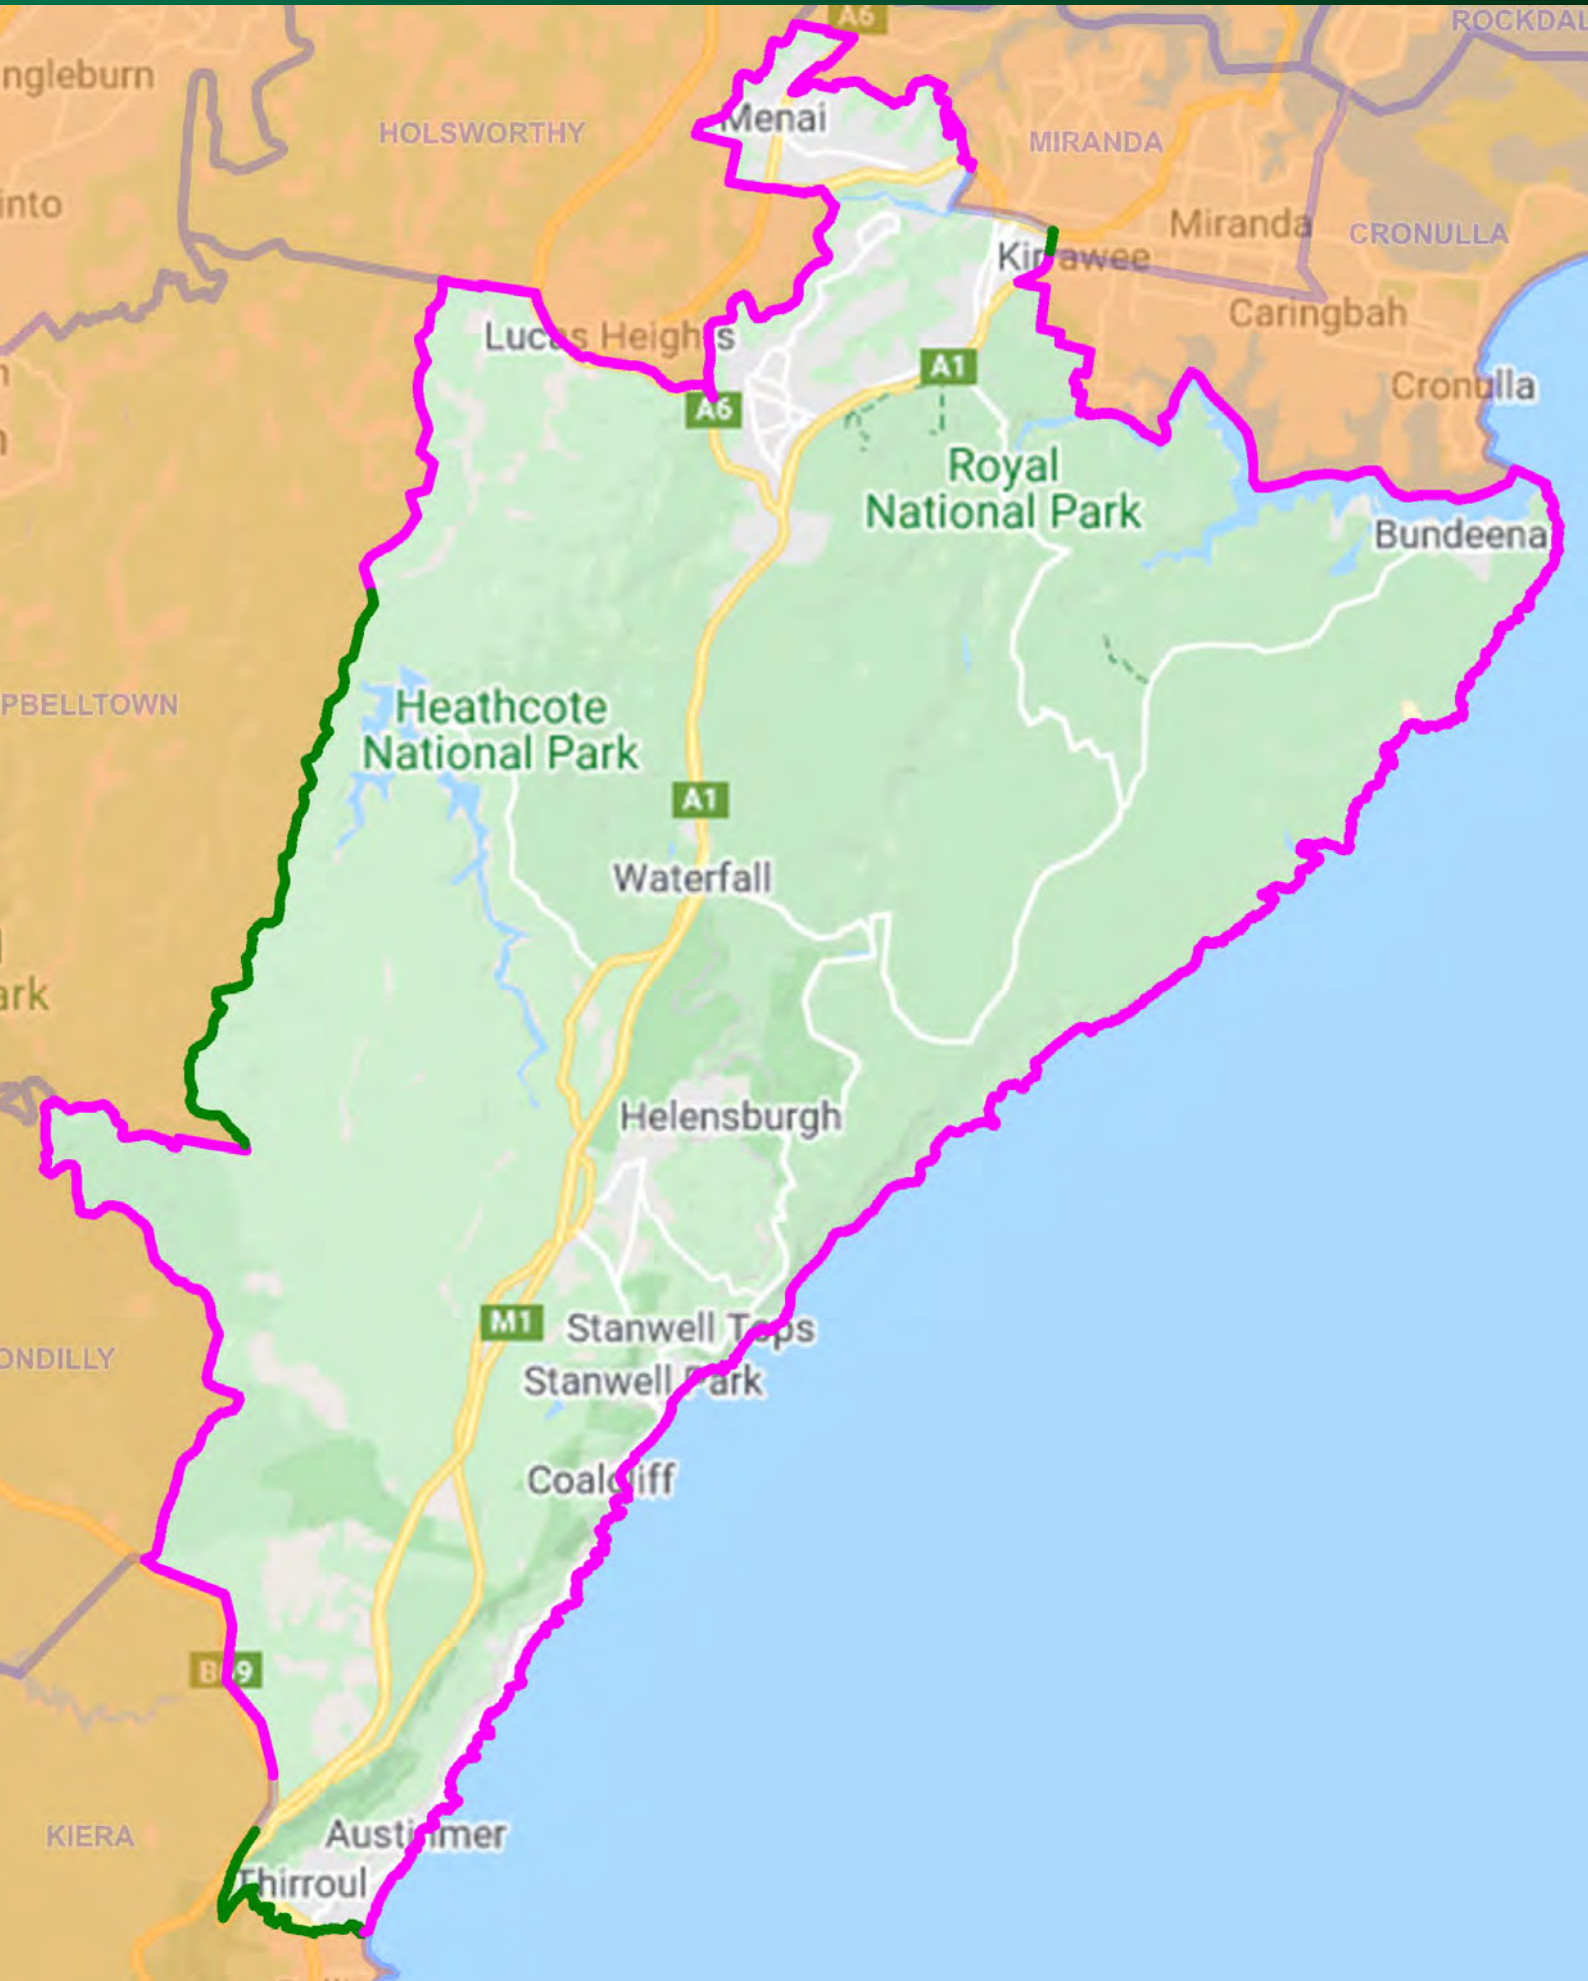 A6
ROCKDAL
ngleburn
HOLSWORTHY
Menai
MIRANDA
into
Miranda
CRONULLA
Kirrawee
Caringbah
Lucas Heights
A1
Cronulla
A6
Royal
National Park
Bundeena
PBELLTOWN
Heathcote
National Park
A1
Waterfall
ark
Helensburgh
M1
Stanwell Tops
ONDILLY
Stanwell Park
Coalcliff
KIERA
Austinmer
Thirroul